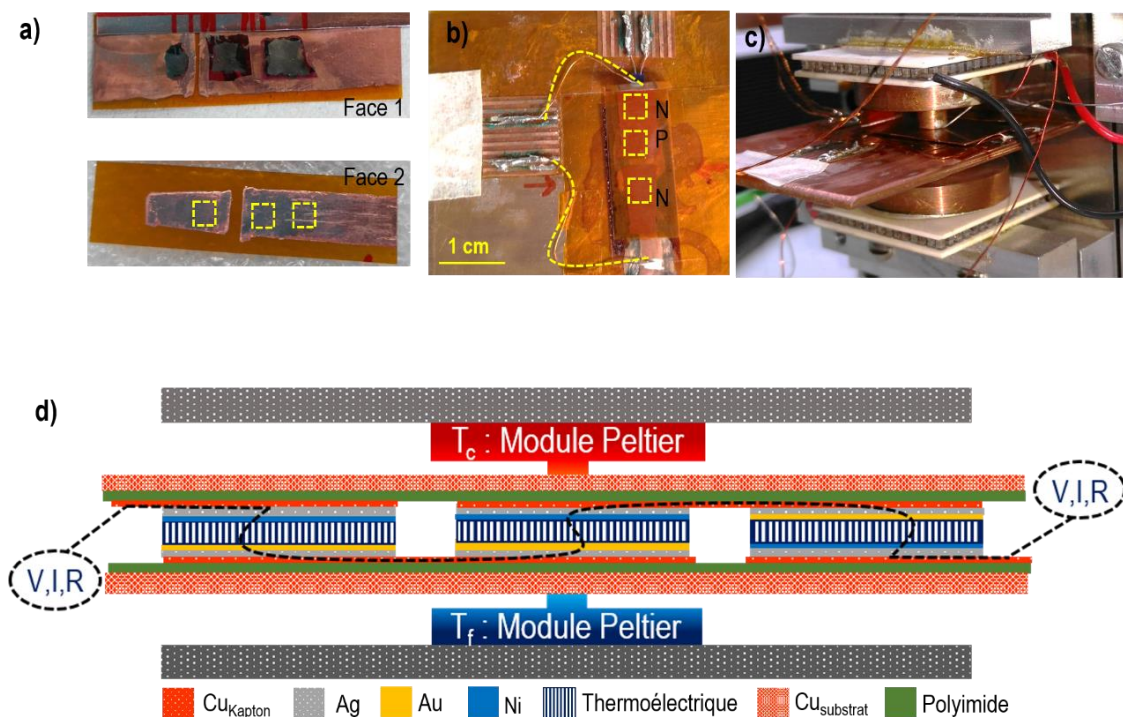 a)
Face 1
Face 2
b)
N
P
N
1 cm
c)
d)
Tc : Module Peltier
V,I,R
V,I,R
Tf : Module Peltier
CuKapton
Ag
Au
Ni
Thermoélectrique
Cusubstrat
Polyimide